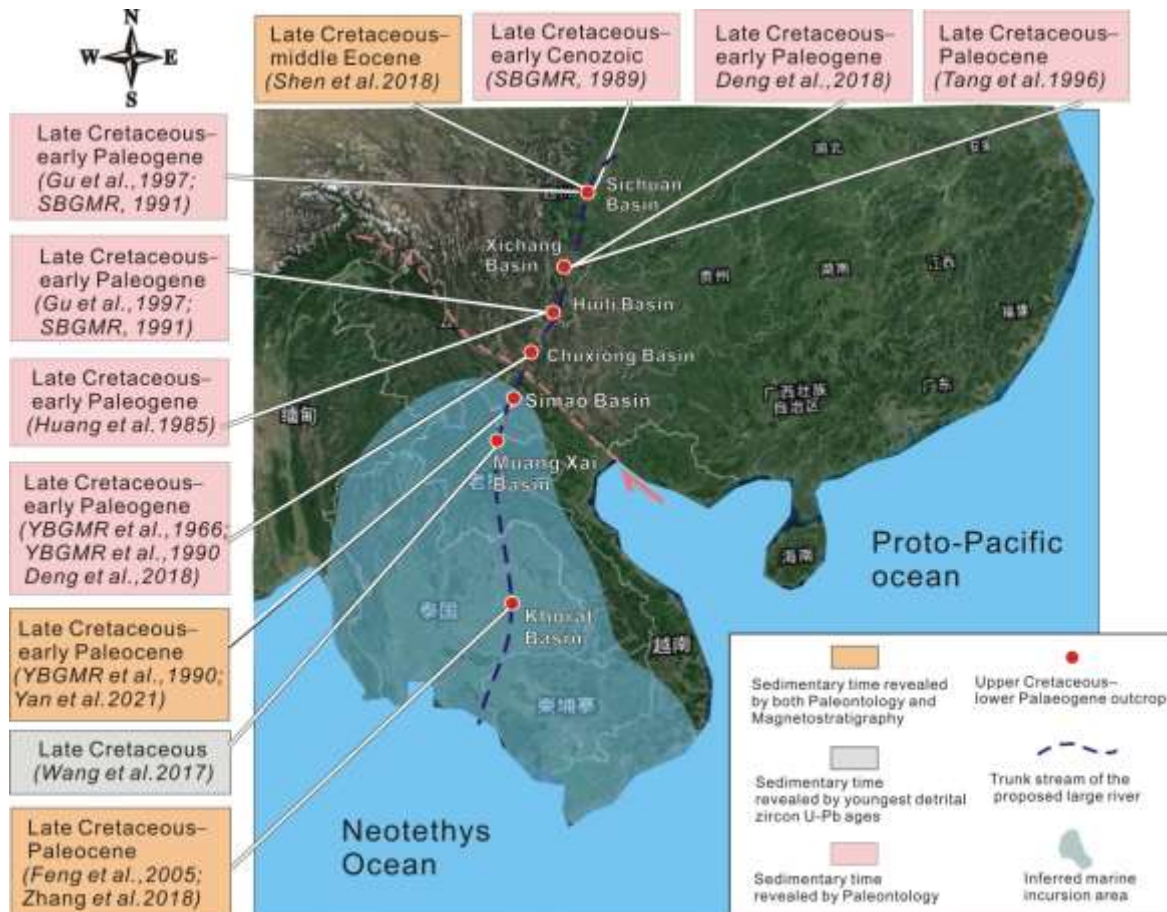 N
W
E
S
Late Cretaceous–
middle Eocene
(Shen et al.2018)
Late Cretaceous–
early Cenozoic
(SBGMR, 1989)
Late Cretaceous–
early Paleogene
Deng et al.,2018)
Late Cretaceous–
Paleocene
(Tang et al.1996)
Late Cretaceous–
early Paleogene
(Gu et al.,1997;
SBGMR, 1991)
Late Cretaceous–
early Paleogene
(Gu et al.,1997;
SBGMR, 1991)
Late Cretaceous–
early Paleogene
(Huang et al.1985)
Late Cretaceous–
early Paleogene
(YBGMR et al.,1966;
YBGMR et al.,1990
Deng et al.,2018)
Late Cretaceous–
early Paleocene
(YBGMR et al.,1990;
Yan et al.2021)
Late Cretaceous
(Wang et al.2017)
Late Cretaceous–
Paleocene
(Feng et al.,2005;
Zhang et al.2018)
湖北
Sichuan
Basin
Xichang
Basin
贵州
湖南
江西
福建
Huili Basin
Chuxiong Basin
广西壮族
自治区
广东
缅甸
Simao Basin
Muang Xai
Basin
海南
Proto-Pacific
ocean
泰国
Khorat
Basin
越南
柬埔寨
Neotethys
Ocean
Sedimentary time revealed
by both Paleontology and
Magnetostratigraphy
Upper Cretaceous–
lower Palaeogene outcrop
Sedimentary time
revealed by youngest detrital
zircon U-Pb ages
Trunk stream of the
proposed large river
Sedimentary time
revealed by Paleontology
Inferred marine
incursion area